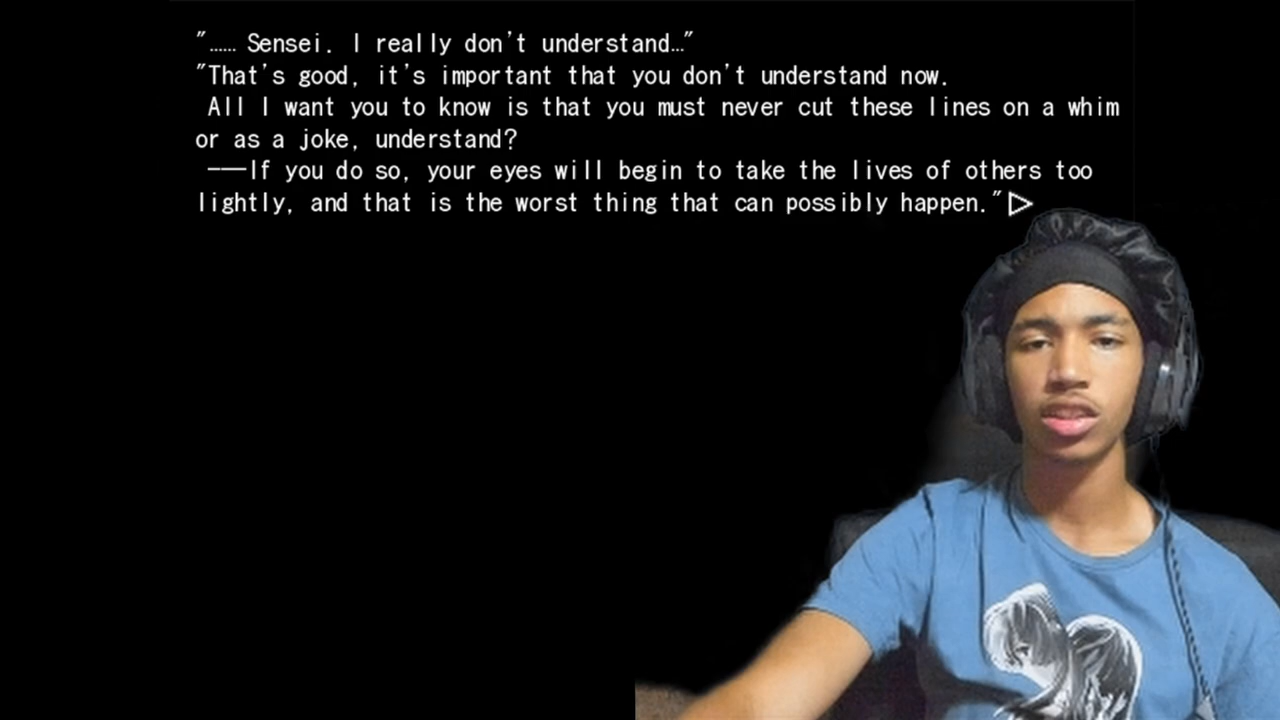 "...... Sensei. I really don't understand…"
"That's good, it's important that you don't understand now.
All I want you to know is that you must never cut these lines on a whim
or as a joke, understand?
――If you do so, your eyes will begin to take the lives of others too
lightly, and that is the worst thing that can possibly happen."▷